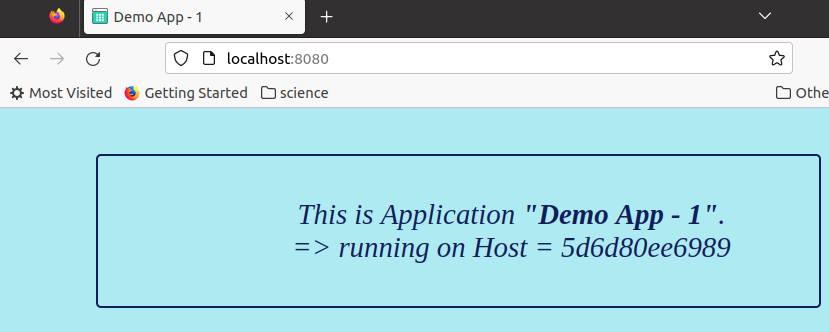 Demo App - 1
localhost:8080
Most Visited Getting Started science Othe
This is Application "Demo App - 1".
=> running on Host = 5d6d80ee6989